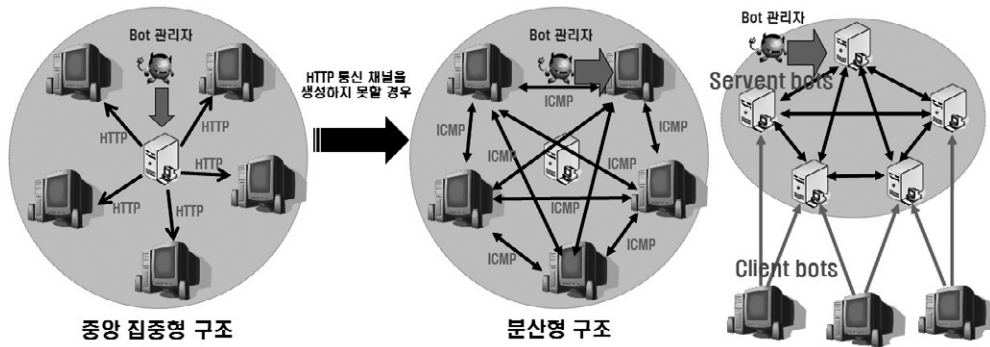 Bot 관리자
HTTP
HTTP
HTTP
HTTP
HTTP
중앙 집중형 구조
HTTP 통신 채널을
생성하지 못할 경우
Bot 관리자
ICMP
ICMP
ICMP
ICMP
ICMP
ICMP
ICMP
ICMP
ICMP
분산형 구조
Bot 관리자
Servent bots
Client bots